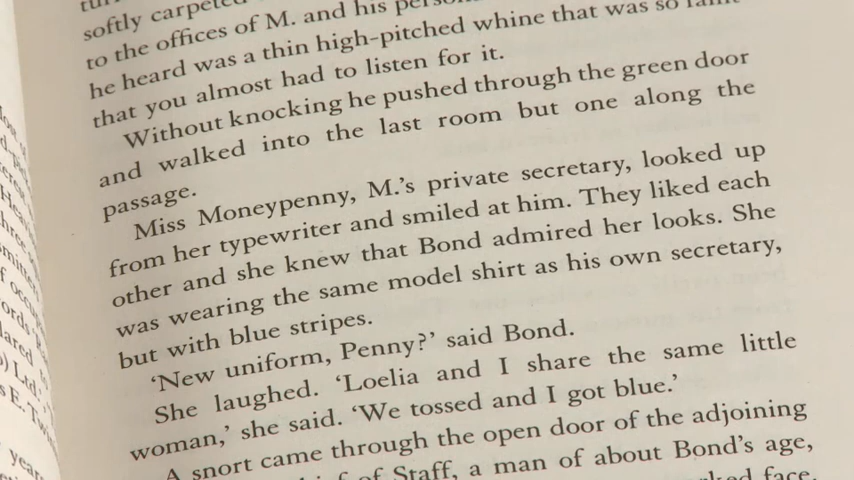 softly carpeted
to the offices of M. and his
he heard was a thin high-pitched whine that was so faint
that you almost had to listen for it.
Without knocking he pushed through the green door
and walked into the last room but one along the
passage.
Miss Moneypenny, M.'s private secretary, looked up
from her typewriter and smiled at him. They liked each
other and she knew that Bond admired her looks. She
was wearing the same model shirt as his own secretary,
but with blue stripes.
‘New uniform, Penny?’ said Bond.
She laughed. ‘Loelia and I share the same little
woman,’ she said. ‘We tossed and I got blue.’
A snort came through the open door of the adjoining
of Staff, a man of about Bond's age,
face.